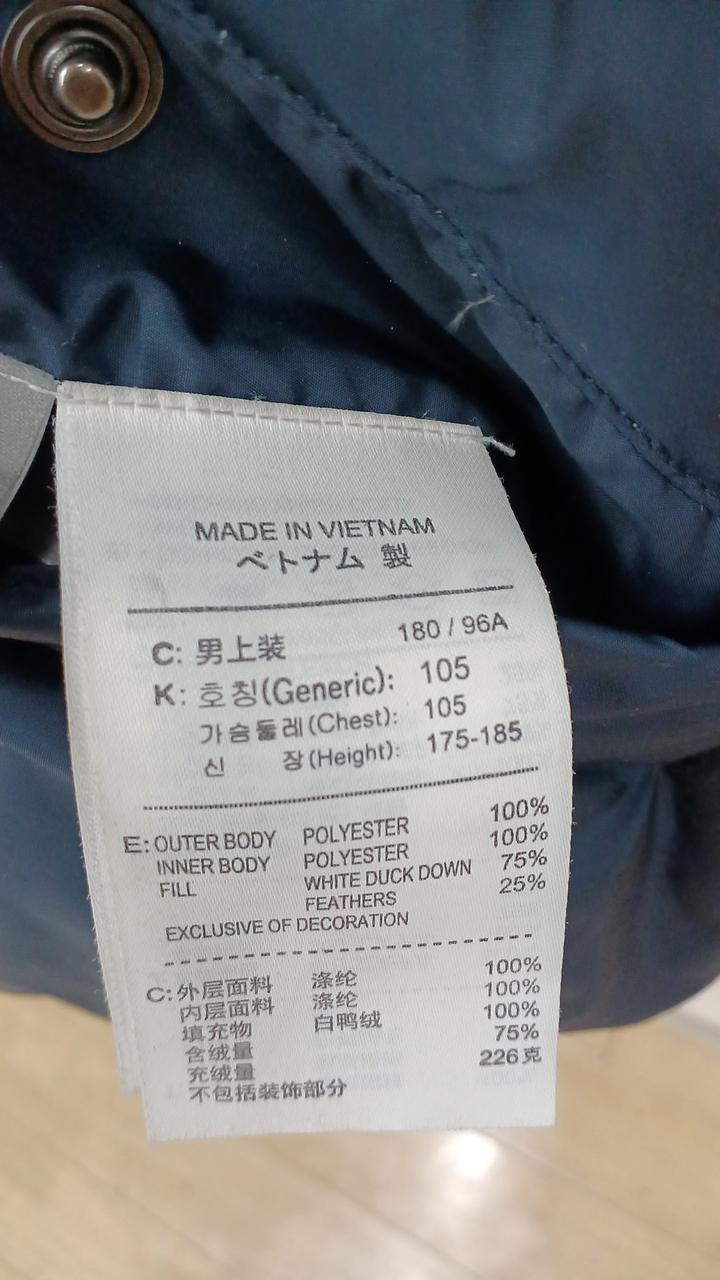 MADE IN VIETNAM
ベトナム 製
C: 男上装 180 / 96A
K: 호칭(Generic): 105
가슴둘레(Chest): 105
신 장(Height): 175-185
E: OUTER BODY POLYESTER 100%
INNER BODY POLYESTER 100%
FILL WHITE DUCK DOWN 75%
FEATHERS 25%
EXCLUSIVE OF DECORATION
C: 外层面料 涤纶 100%
内层面料 涤纶 100%
填充物 白鸭绒 100%
含绒量 75%
充绒量 226克
不包括装饰部分